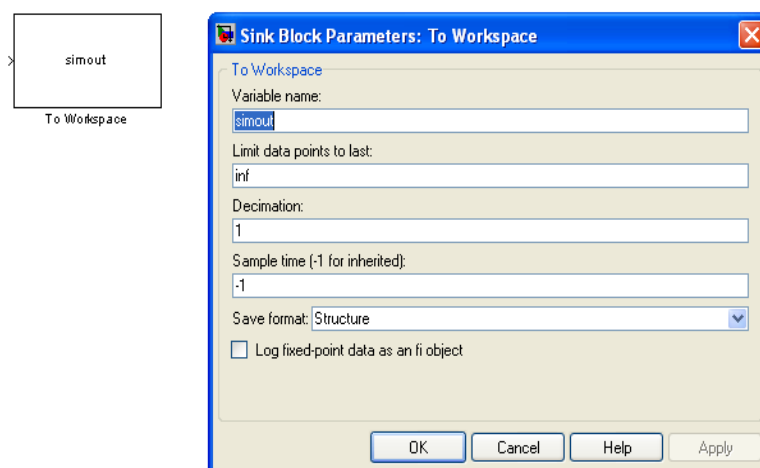 simout
To Workspace
Sink Block Parameters: To Workspace
To Workspace
Variable name:
simout
Limit data points to last:
inf
Decimation:
1
Sample time (-1 for inherited):
-1
Save format: Structure
Log fixed-point data as an fi object
OK Cancel Help Apply